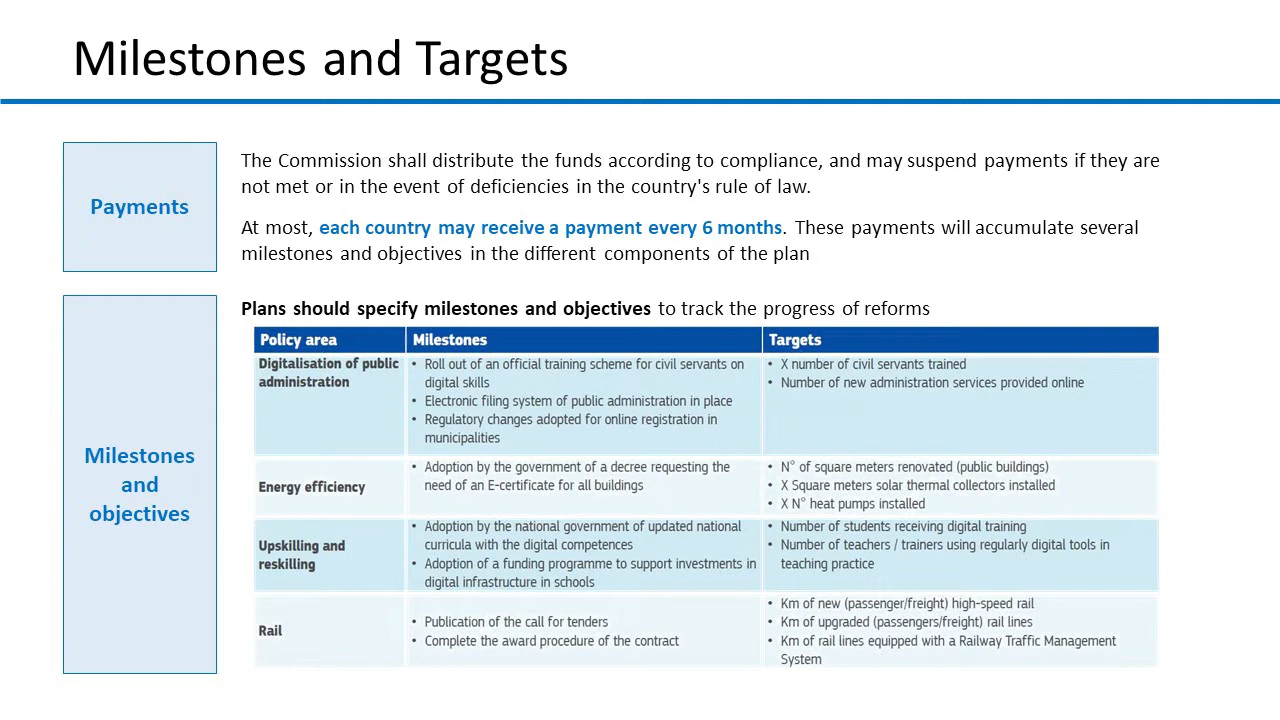 Milestones and Targets
Payments
The Commission shall distribute the funds according to compliance, and may suspend payments if they are
not met or in the event of deficiencies in the country's rule of law.
At most, each country may receive a payment every 6 months. These payments will accumulate several
milestones and objectives in the different components of the plan
Milestones
and
objectives
Plans should specify milestones and objectives to track the progress of reforms
Policy area
Milestones
Targets
Digitalisation of public
administration
• Roll out of an official training scheme for civil servants on
digital skills
• Electronic filing system of public administration in place
• Regulatory changes adopted for online registration in
municipalities
• X number of civil servants trained
• Number of new administration services provided online
Energy efficiency
• Adoption by the government of a decree requesting the
need of an E-certificate for all buildings
• N° of square meters renovated (public buildings)
• X Square meters solar thermal collectors installed
• X N° heat pumps installed
Upskilling and
reskilling
• Adoption by the national government of updated national
curricula with the digital competences
• Adoption of a funding programme to support investments in
digital infrastructure in schools
• Number of students receiving digital training
• Number of teachers / trainers using regularly digital tools in
teaching practice
Rail
• Publication of the call for tenders
• Complete the award procedure of the contract
• Km of new (passenger/freight) high-speed rail
• Km of upgraded (passengers/freight) rail lines
• Km of rail lines equipped with a Railway Traffic Management
System